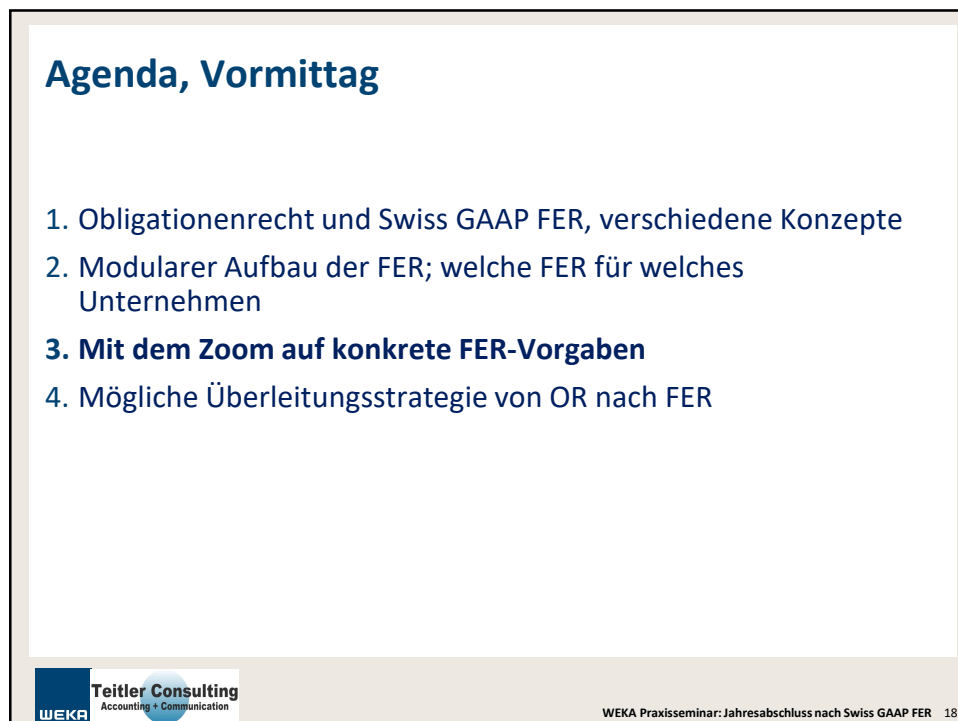 Agenda, Vormittag
1. Obligationenrecht und Swiss GAAP FER, verschiedene Konzepte
2. Modularer Aufbau der FER; welche FER für welches
Unternehmen
3. Mit dem Zoom auf konkrete FER-Vorgaben
4. Mögliche Überleitungsstrategie von OR nach FER
WEKA
Teitler Consulting
Accounting + Communication
WEKA Praxisseminar: Jahresabschluss nach Swiss GAAP FER 18